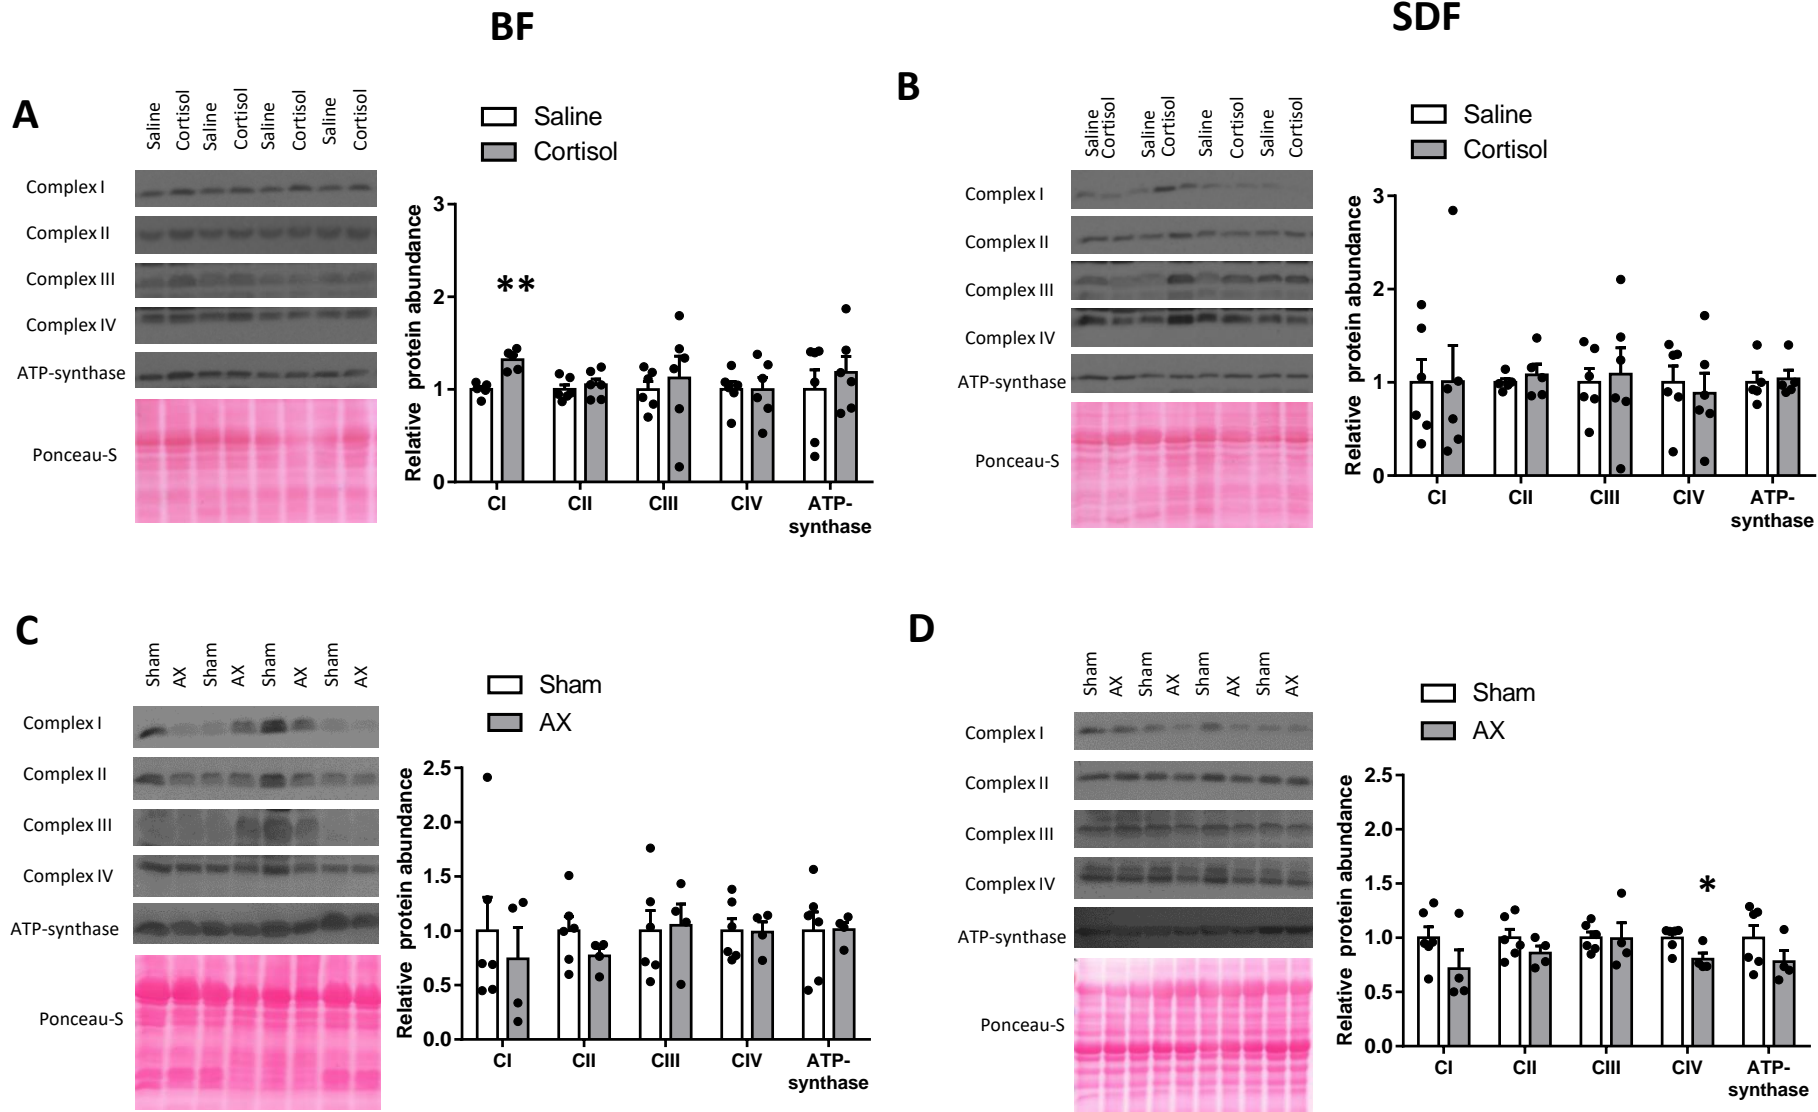 BF
SDF
A
Saline
Cortisol
Saline
Cortisol
Saline
Cortisol
Saline
Cortisol
Complex I
Complex II
Complex III
Complex IV
ATP-synthase
Ponceau-S
Saline
Cortisol
Relative protein abundance
3
2
1
0
**
CI
CII
CIII
CIV
ATP-
synthase
B
Saline
Cortisol
Saline
Cortisol
Saline
Cortisol
Saline
Cortisol
Complex I
Complex II
Complex III
Complex IV
ATP-synthase
Ponceau-S
Saline
Cortisol
Relative protein abundance
3
2
1
0
CI
CII
CIII
CIV
ATP-
synthase
C
Sham
AX
Sham
AX
Sham
AX
Sham
AX
Complex I
Complex II
Complex III
Complex IV
ATP-synthase
Ponceau-S
Sham
AX
Relative protein abundance
2.5
2.0
1.5
1.0
0.5
0.0
CI
CII
CIII
CIV
ATP-
synthase
D
Sham
AX
Sham
AX
Sham
AX
Sham
AX
Complex I
Complex II
Complex III
Complex IV
ATP-synthase
Ponceau-S
Sham
AX
Relative protein abundance
2.5
2.0
1.5
1.0
0.5
0.0
*
CI
CII
CIII
CIV
ATP-
synthase